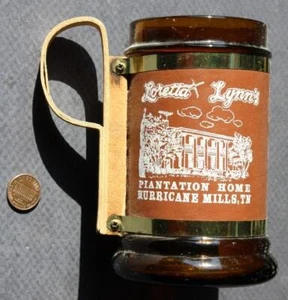 Loretta Lynn's
PLANTATION HOME
HURRICANE MILLS, TN